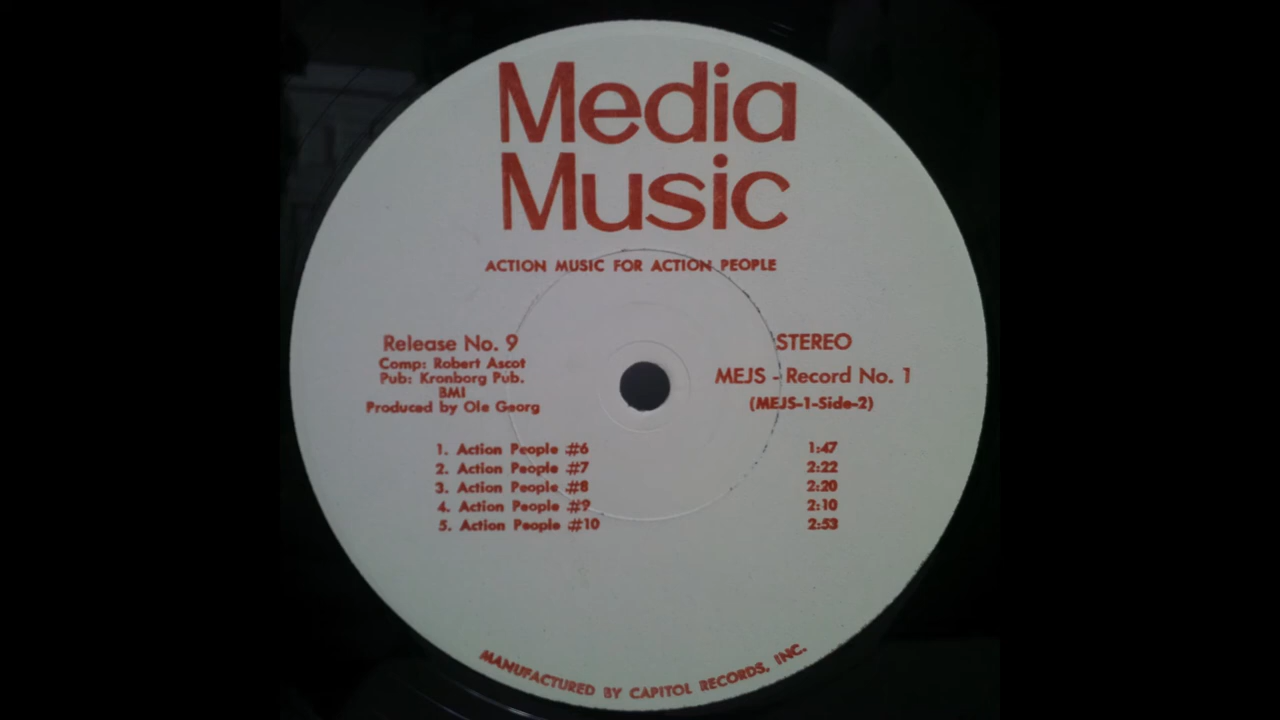 Media
Music
ACTION MUSIC FOR ACTION PEOPLE
Release No. 9
Comp: Robert Ascot
Pub: Kronborg Pub.
BMI
Produced by Ole Georg
STEREO
MEJS - Record No. 1
(MEJS-1-Side-2)
1. Action People #6 1:47
2. Action People #7 2:22
3. Action People #8 2:20
4. Action People #9 2:10
5. Action People #10 2:53
MANUFACTURED BY CAPITOL RECORDS, INC.